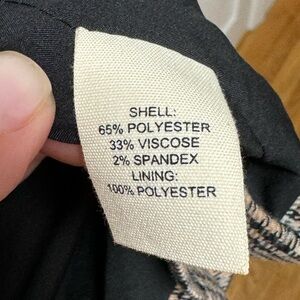 SHELL:
65% POLYESTER
33% VISCOSE
2% SPANDEX
LINING:
100% POLYESTER